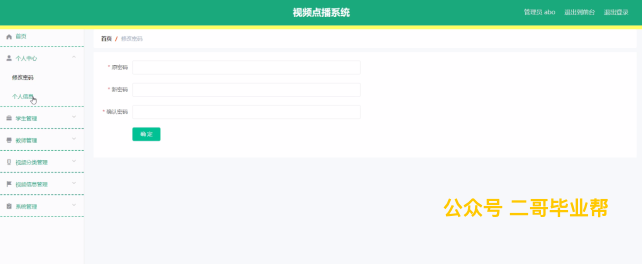 视频点播系统
管理员 abo 退出到前台 退出登录
首页
个人中心
修改密码
个人信息
学生管理
教师管理
视频分类管理
视频信息管理
系统管理
首页 / 修改密码
* 原密码
* 新密码
* 确认密码
确定
公众号 二哥毕业帮